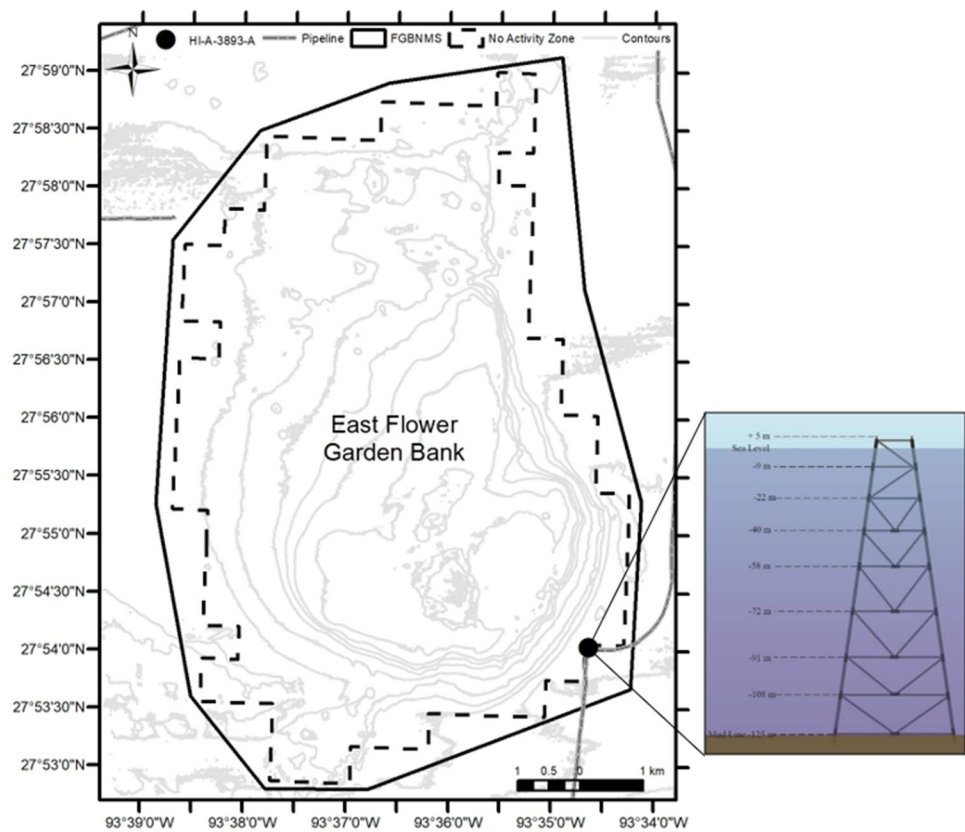 N
HI-A-3893-A Pipeline FGBNMS No Activity Zone Contours
27°59'0"N
27°58'30"N
27°58'0"N
27°57'30"N
27°57'0"N
27°56'30"N
27°56'0"N
27°55'30"N
27°55'0"N
27°54'30"N
27°54'0"N
27°53'30"N
27°53'0"N
East Flower
Garden Bank
1 0.5 0 1 km
93°39'0"W 93°38'0"W 93°37'0"W 93°36'0"W 93°35'0"W 93°34'0"W
+ 5 m
Sea Level
-9 m
-22 m
-40 m
-58 m
-72 m
-91 m
-108 m
Mud Line -125 m